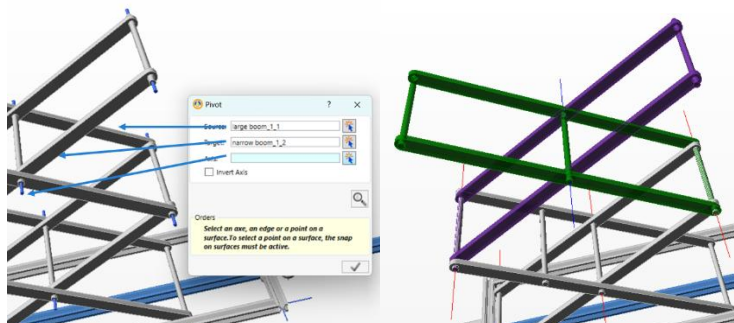 Pivot
? ×
Source: large boom_1_1
Target: narrow boom_1_2
Axis:
Invert Axis
Orders
Select an axe, an edge or a point on a
surface.To select a point on a surface, the snap
on surfaces must be active.